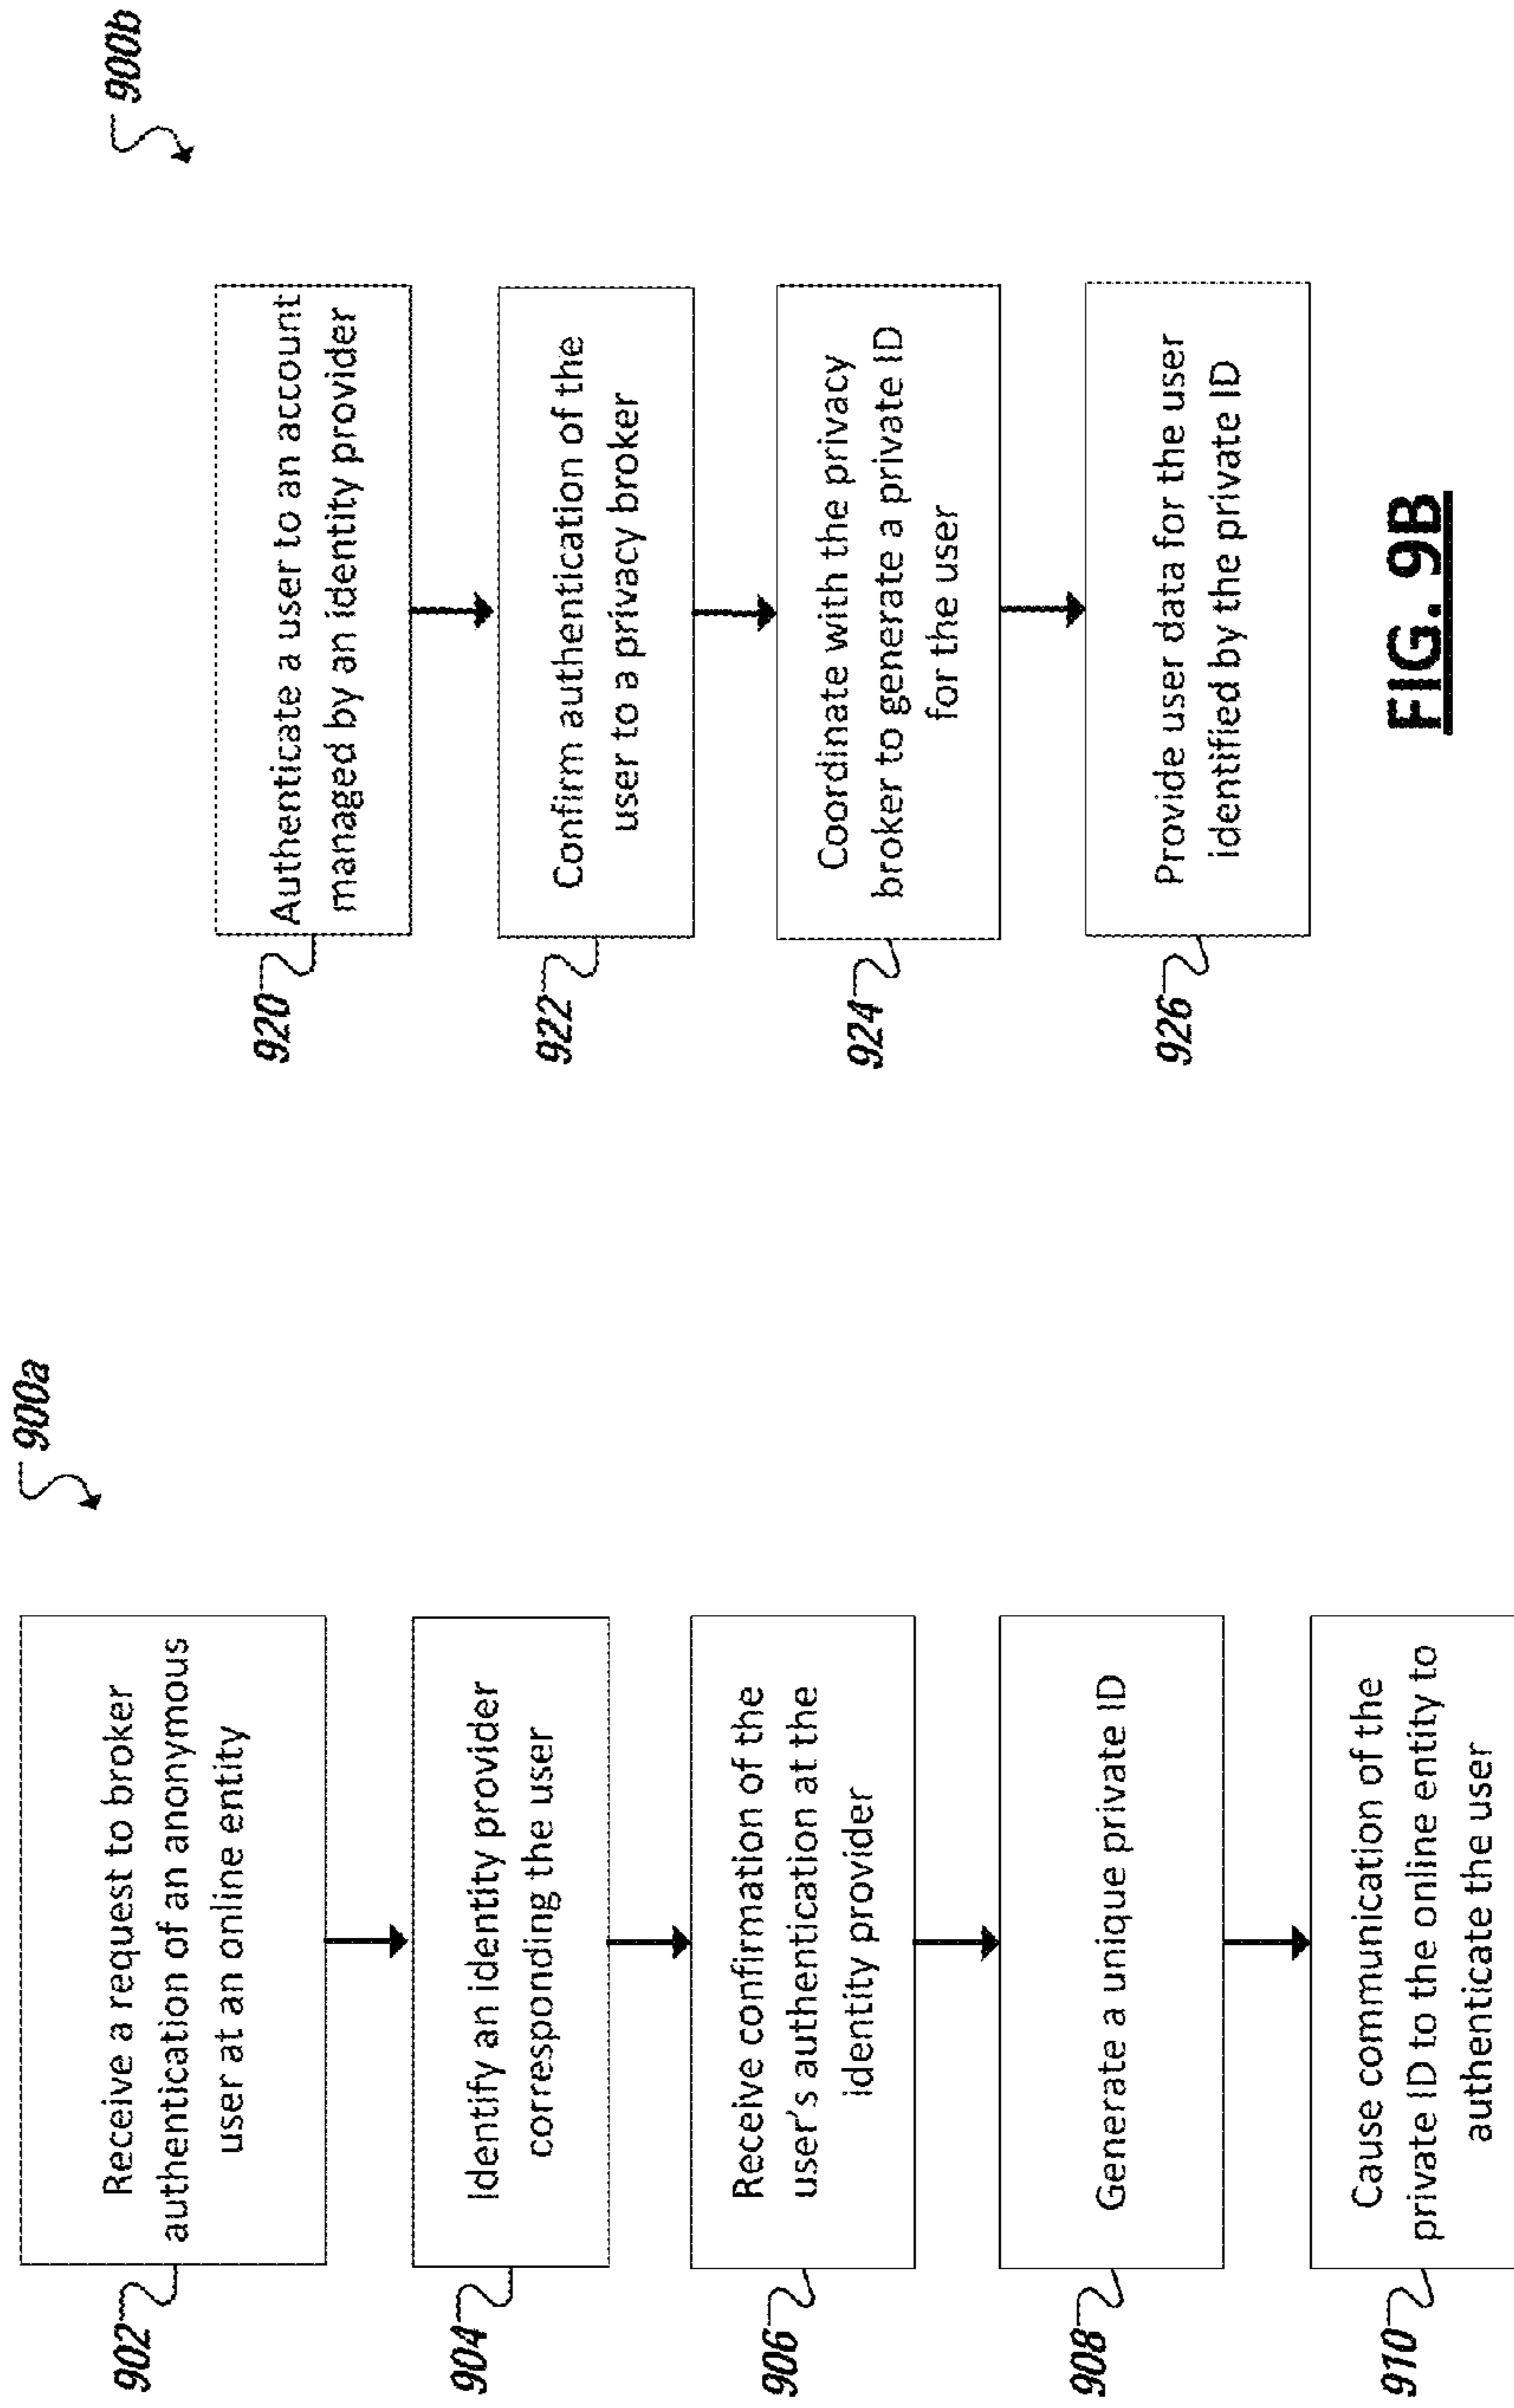 900a
902
Receive a request to broker
authentication of an anonymous
user at an online entity
904
Identify an identity provider
corresponding the user
906
Receive confirmation of the
user's authentication at the
identity provider
908
Generate a unique private ID
910
Cause communication of the
private ID to the online entity to
authenticate the user
900b
920
Authenticate a user to an account
managed by an identity provider
922
Confirm authentication of the
user to a privacy broker
924
Coordinate with the privacy
broker to generate a private ID
for the user
926
Provide user data for the user
identified by the private ID
FIG. 9B